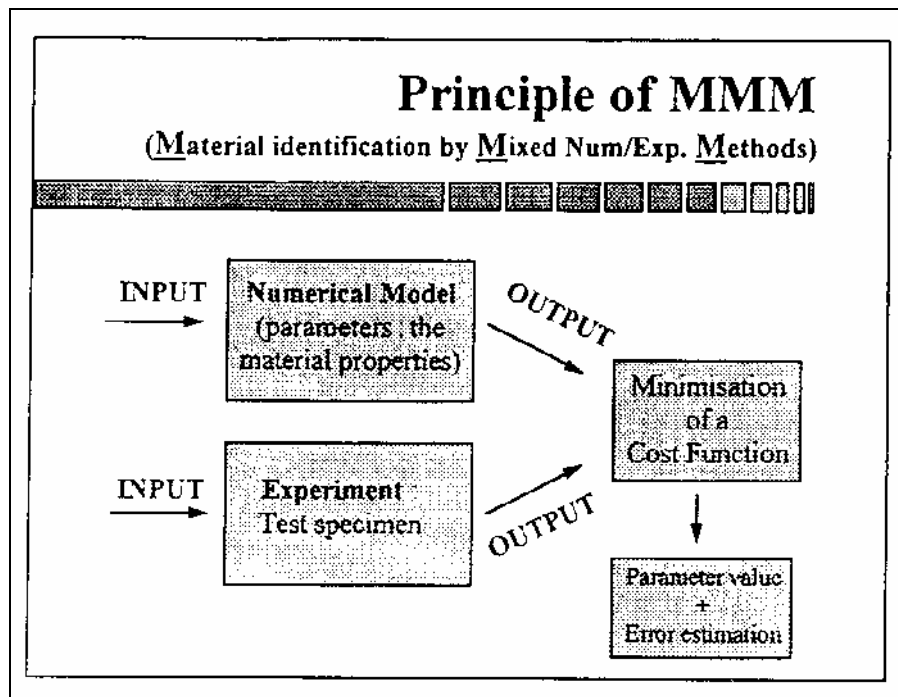 Principle of MMM
(Material identification by Mixed Num/Exp. Methods)
INPUT
Numerical Model
(parameters : the
material properties)
OUTPUT
INPUT
Experiment
Test specimen
OUTPUT
Minimisation
of a
Cost Function
Parameter value
+
Error estimation